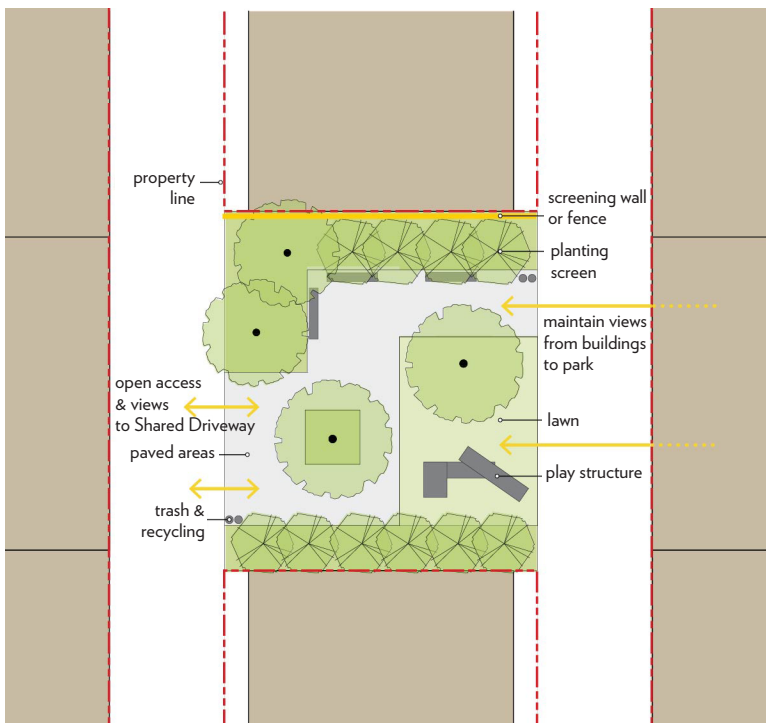 property
line
open access
& views
to Shared Driveway
paved areas
trash &
recycling
screening wall
or fence
planting
screen
maintain views
from buildings
to park
lawn
play structure